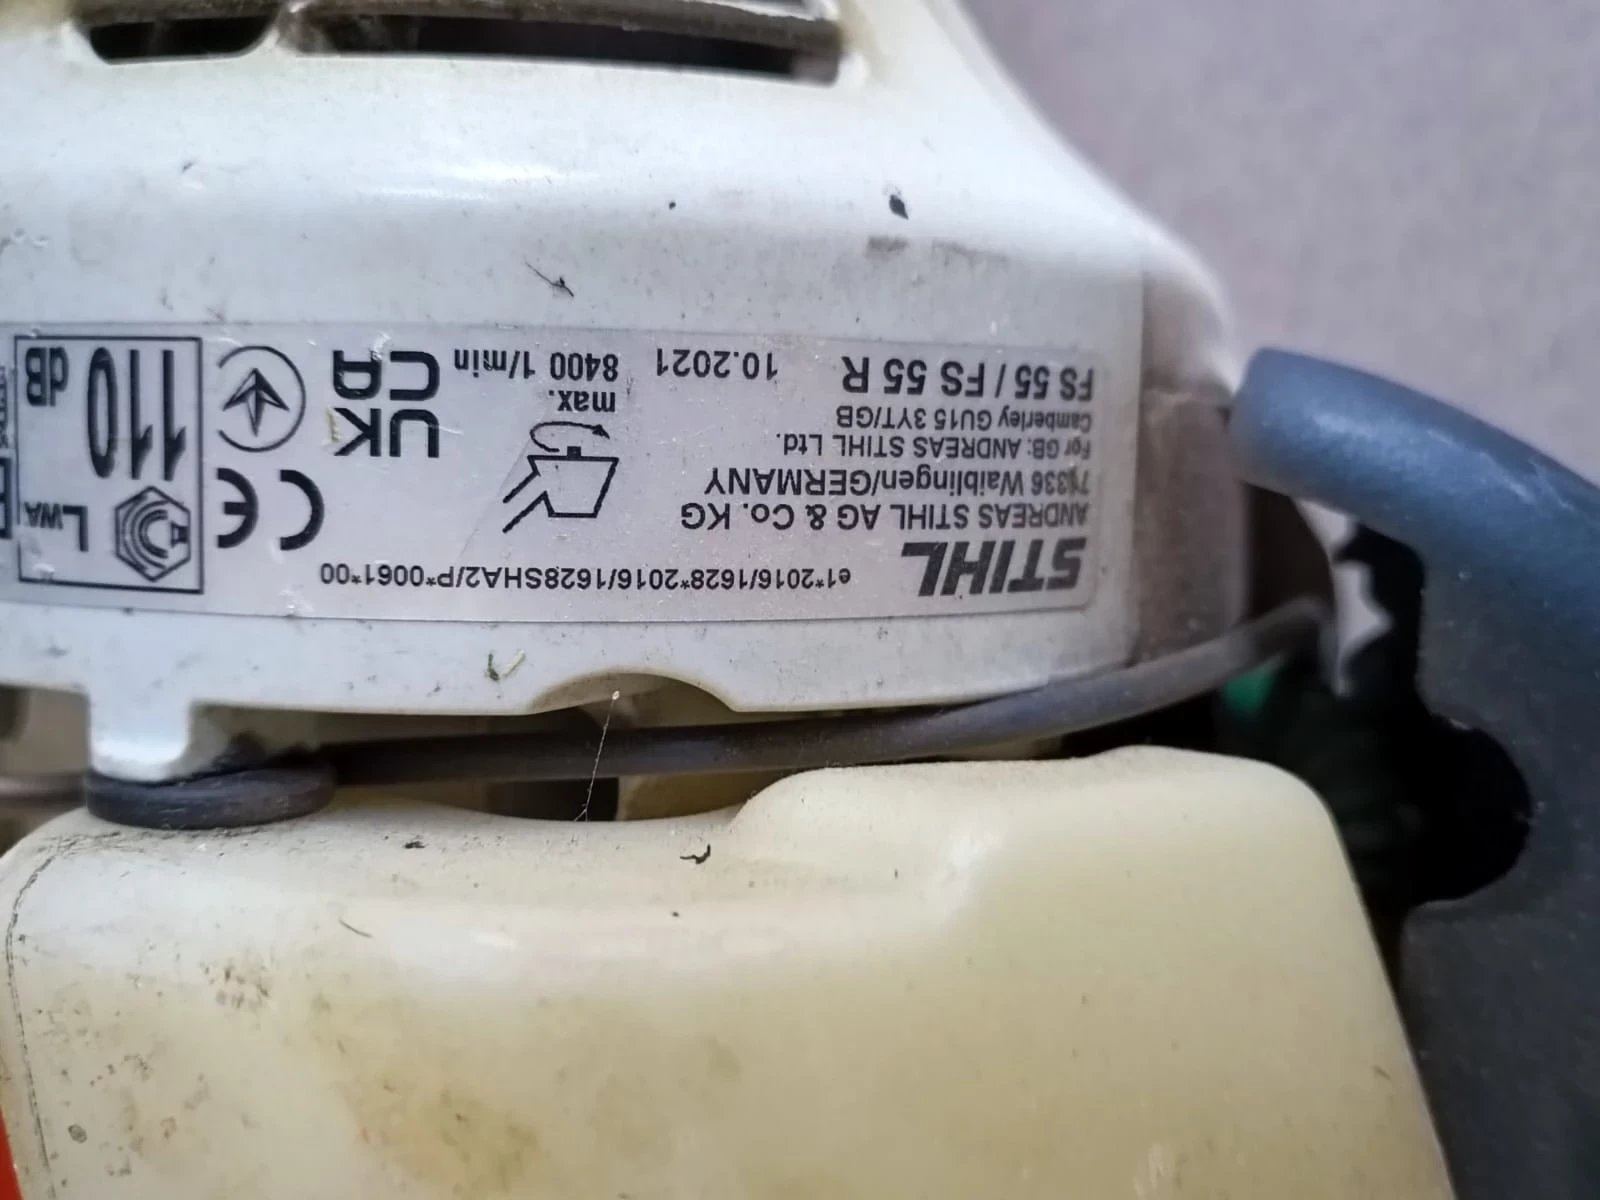 STIHL
e1*2016/1628*2016/1628SHA2/P*0061*00
ANDREAS STIHL AG & Co. KG
71336 Waiblingen/GERMANY
For GB: ANDREAS STIHL Ltd.
Camberley GU15 3YT/GB
FS 55 / FS 55 R
10.2021
max.
8400 1/min
CE
UK
CA
LWA
110
dB